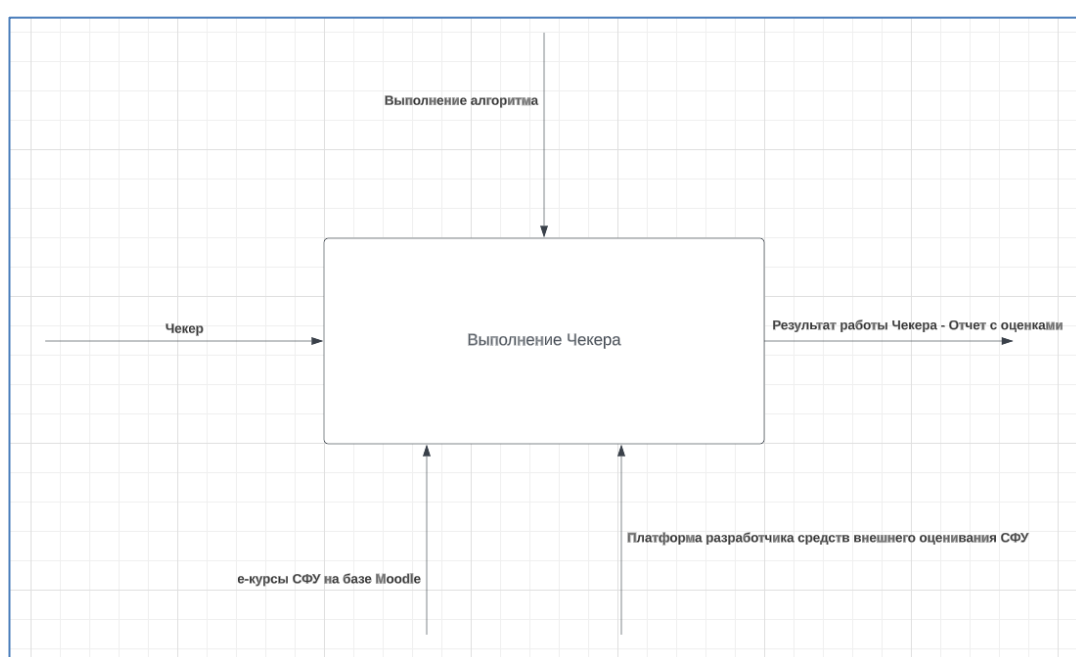 Выполнение алгоритма
Чекер
Выполнение Чекера
Результат работы Чекера - Отчет с оценками
Платформа разработчика средств внешнего оценивания СФУ
е-курсы СФУ на базе Moodle